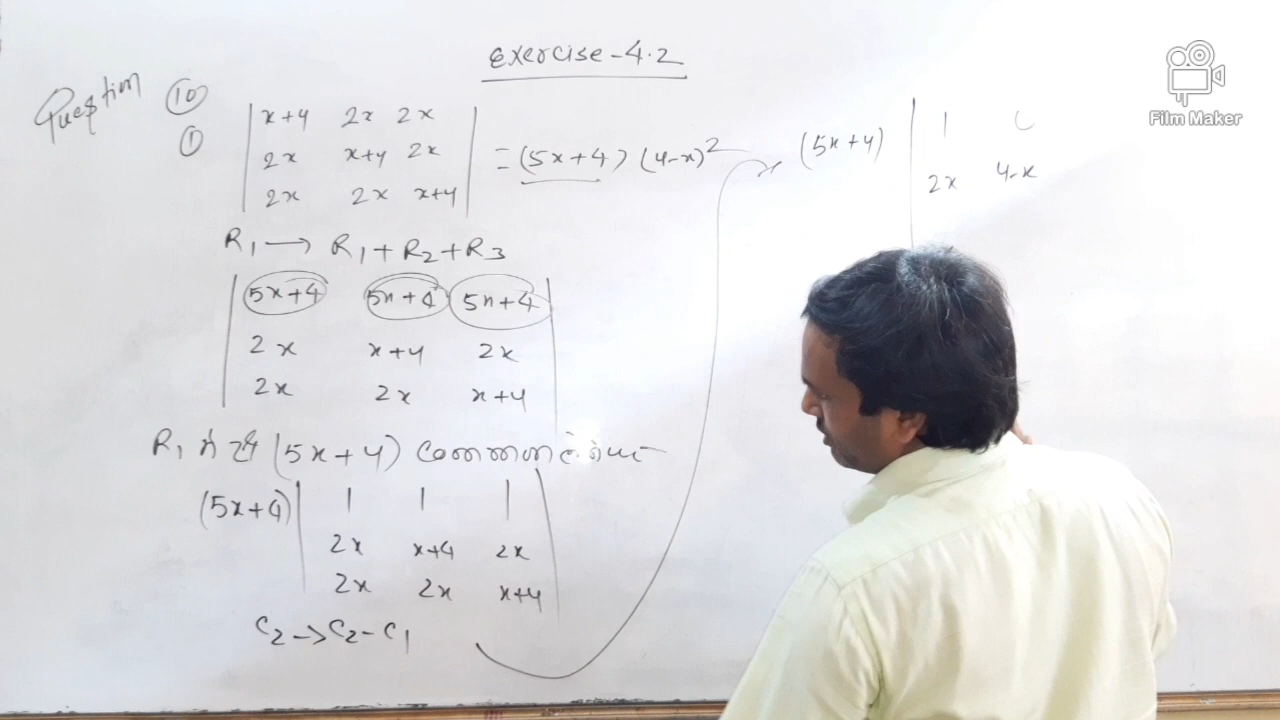 Exercise-4.2
Question 10
① | x+4 2x 2x |
| 2x x+4 2x | = (5x+4) (4-x)²
| 2x 2x x+4 |
R₁ → R₁+R₂+R₃
| 5x+4 5x+4 5x+4 |
| 2x x+4 2x |
| 2x 2x x+4 |
R₁ में से (5x+4) common
(5x+4) | 1 1 1 |
| 2x x+4 2x |
| 2x 2x x+4 |
C₂→C₂-C₁
(5x+4) | 1 0
| 2x 4-x
Film Maker